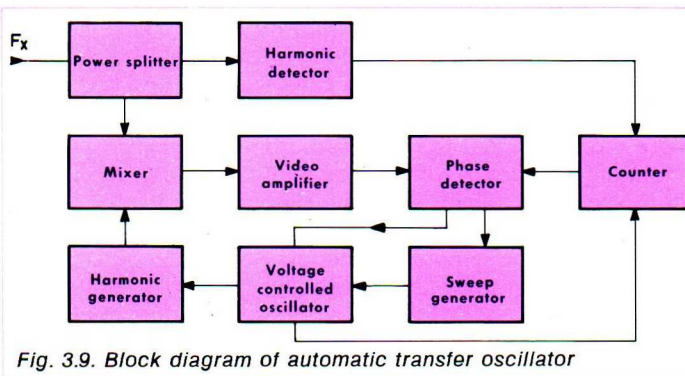 Fx
Power splitter
Harmonic
detector
Mixer
Video
amplifier
Phase
detector
Counter
Harmonic
generator
Voltage
controlled
oscillator
Sweep
generator
Fig. 3.9. Block diagram of automatic transfer oscillator